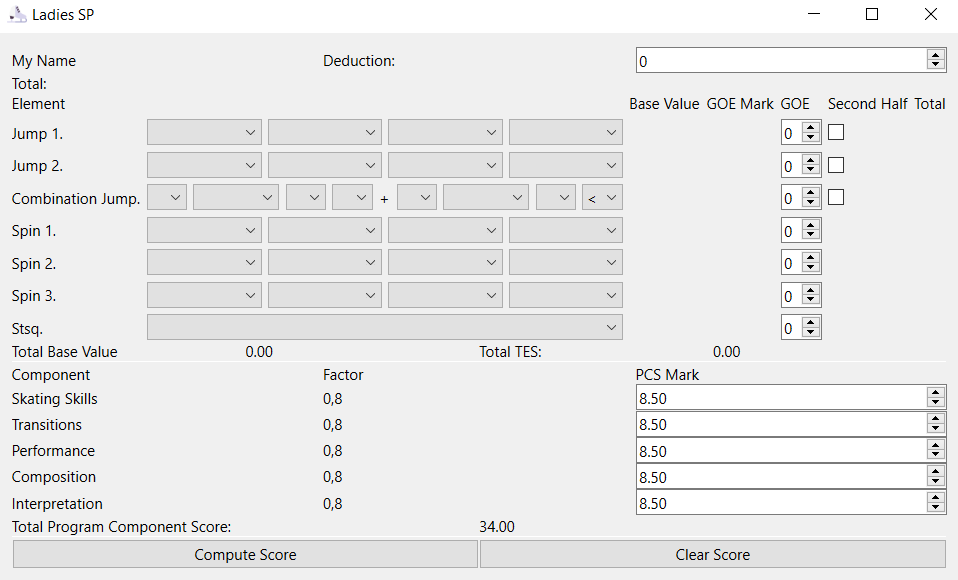 Ladies SP
My Name Deduction: 0
Total:
Element Base Value GOE Mark GOE Second Half Total
Jump 1. 0
Jump 2. 0
Combination Jump. + < 0
Spin 1. 0
Spin 2. 0
Spin 3. 0
Stsq. 0
Total Base Value 0.00 Total TES: 0.00
Component Factor PCS Mark
Skating Skills 0,8 8.50
Transitions 0,8 8.50
Performance 0,8 8.50
Composition 0,8 8.50
Interpretation 0,8 8.50
Total Program Component Score: 34.00
Compute Score Clear Score